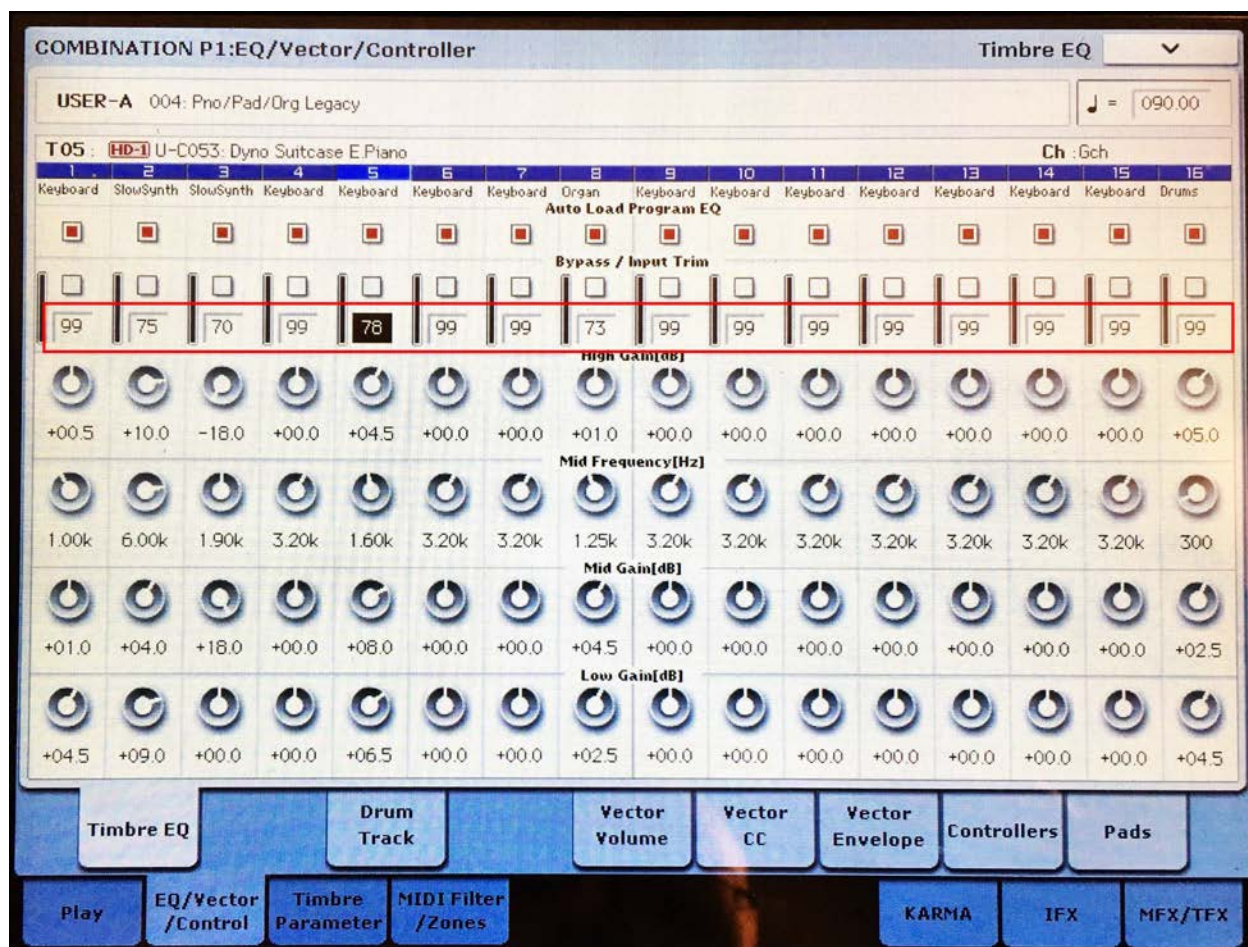 COMBINATION P1:EQ/Vector/Controller Timbre EQ
USER-A 004: Pno/Pad/Org Legacy ♩ = 090.00
T05 : HD-1 U-C053: Dyno Suitcase E.Piano Ch :Gch
1 2 3 4 5 6 7 8 9 10 11 12 13 14 15 16
Keyboard SlowSynth SlowSynth Keyboard Keyboard Keyboard Keyboard Organ Keyboard Keyboard Keyboard Keyboard Keyboard Keyboard Keyboard Drums
Auto Load Program EQ
Bypass / Input Trim
99 75 70 99 78 99 99 73 99 99 99 99 99 99 99 99
High Gain[dB]
+00.5 +10.0 -18.0 +00.0 +04.5 +00.0 +00.0 +01.0 +00.0 +00.0 +00.0 +00.0 +00.0 +00.0 +00.0 +05.0
Mid Frequency[Hz]
1.00k 6.00k 1.90k 3.20k 1.60k 3.20k 3.20k 1.25k 3.20k 3.20k 3.20k 3.20k 3.20k 3.20k 3.20k 300
Mid Gain[dB]
+01.0 +04.0 +18.0 +00.0 +08.0 +00.0 +00.0 +04.5 +00.0 +00.0 +00.0 +00.0 +00.0 +00.0 +00.0 +02.5
Low Gain[dB]
+04.5 +09.0 +00.0 +00.0 +06.5 +00.0 +00.0 +02.5 +00.0 +00.0 +00.0 +00.0 +00.0 +00.0 +00.0 +04.5
Timbre EQ
Drum
Track
Vector
Volume
Vector
CC
Vector
Envelope
Controllers
Pads
Play
EQ/Vector
/Control
Timbre
Parameter
MIDI Filter
/Zones
KARMA
IFX
MFX/TFX